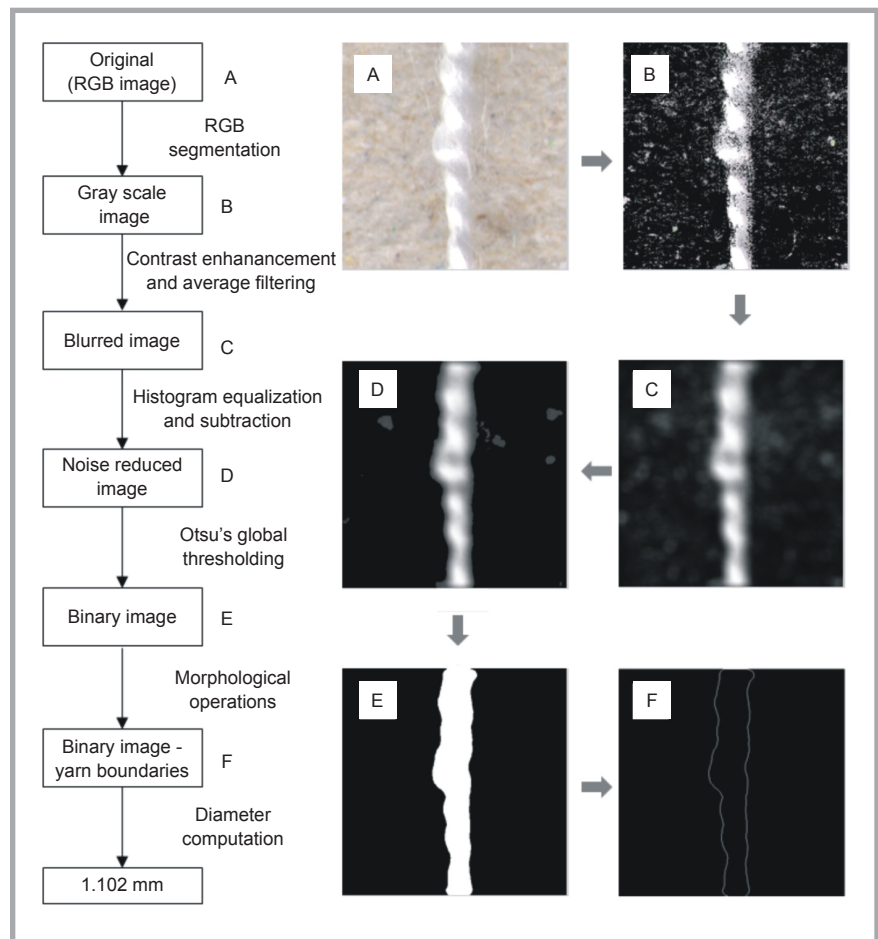 Original
(RGB image)
A
RGB
segmentation
Gray scale
image
B
Contrast enhanancement
and average filtering
Blurred image
C
Histogram equalization
and subtraction
Noise reduced
image
D
Otsu's global
thresholding
Binary image
E
Morphological
operations
Binary image -
yarn boundaries
F
Diameter
computation
1.102 mm
A
B
D
C
E
F